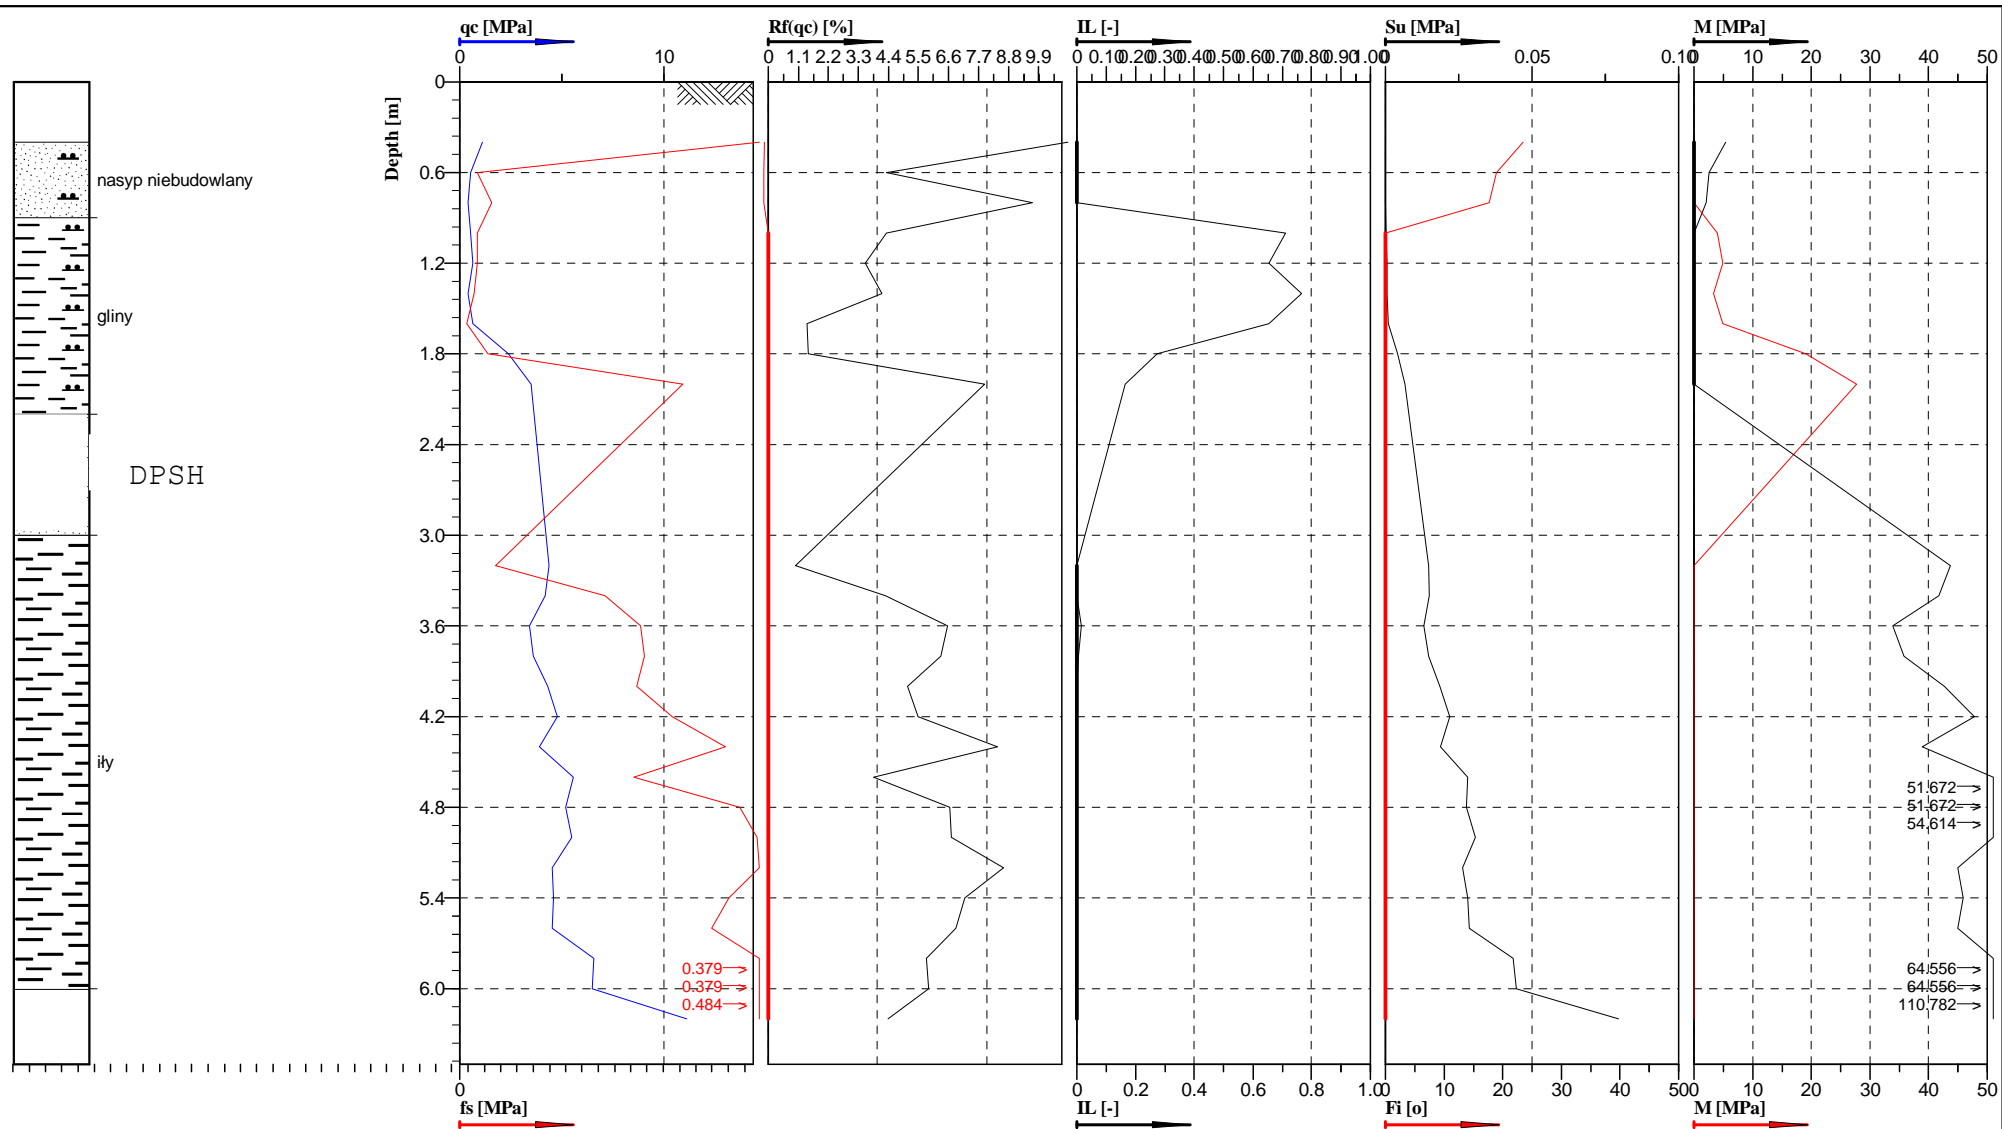 qc [MPa] Rf(qc) [%] IL [-] Su [MPa] M [MPa]
0 10 0 1.1 2.2 3.3 4.4 5.5 6.6 7.7 8.8 9.9 0 0.10 0.20 0.30 0.40 0.50 0.60 0.70 0.80 0.90 1.00 0 0.05 0.10 0 10 20 30 40 50
Depth [m]
0
0.6
nasyp niebudowlany
1.2
gliny
1.8
2.4
DPSH
3.0
3.6
4.2
iły
51.672
4.8 51.672
54.614
5.4
0.379 64.556
6.0 0.379 64.556
0.484 110.782
0 0 0.2 0.4 0.6 0.8 1.0 0 10 20 30 40 50 0 10 20 30 40 50
fs [MPa] IL [-] Fi [o] M [MPa]